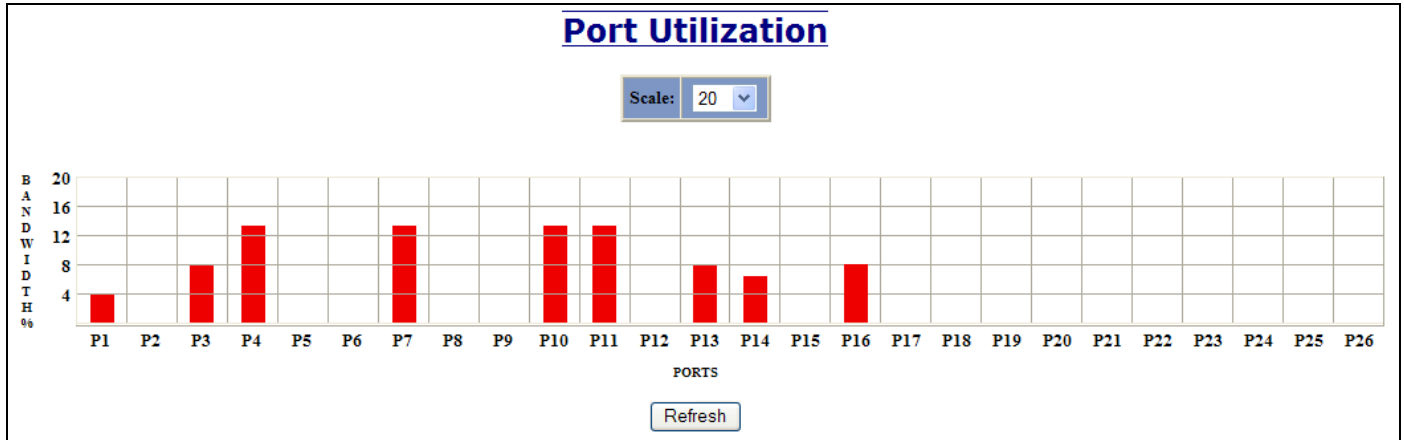 Port Utilization
Scale: 20
BANDWIDTH %
20
16
12
8
4
P1 P2 P3 P4 P5 P6 P7 P8 P9 P10 P11 P12 P13 P14 P15 P16 P17 P18 P19 P20 P21 P22 P23 P24 P25 P26
PORTS
Refresh